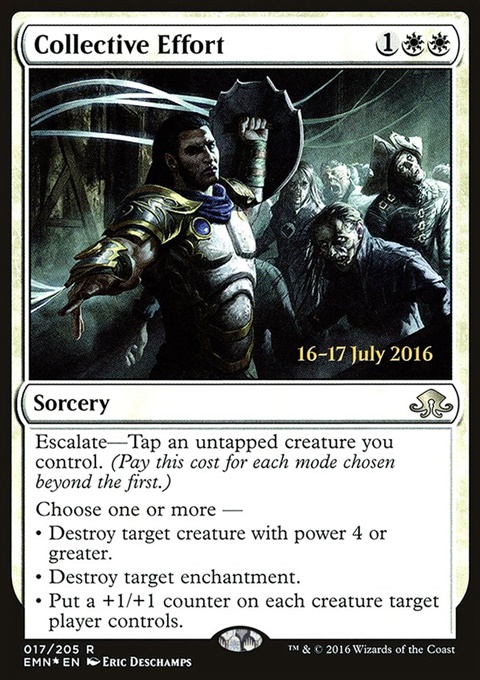 Collective Effort 1
16–17 July 2016
Sorcery
Escalate—Tap an untapped creature you
control. (Pay this cost for each mode chosen
beyond the first.)
Choose one or more —
• Destroy target creature with power 4 or
greater.
• Destroy target enchantment.
• Put a +1/+1 counter on each creature target
player controls.
017/205 R
EMN★EN Eric Deschamps
™ & © 2016 Wizards of the Coast